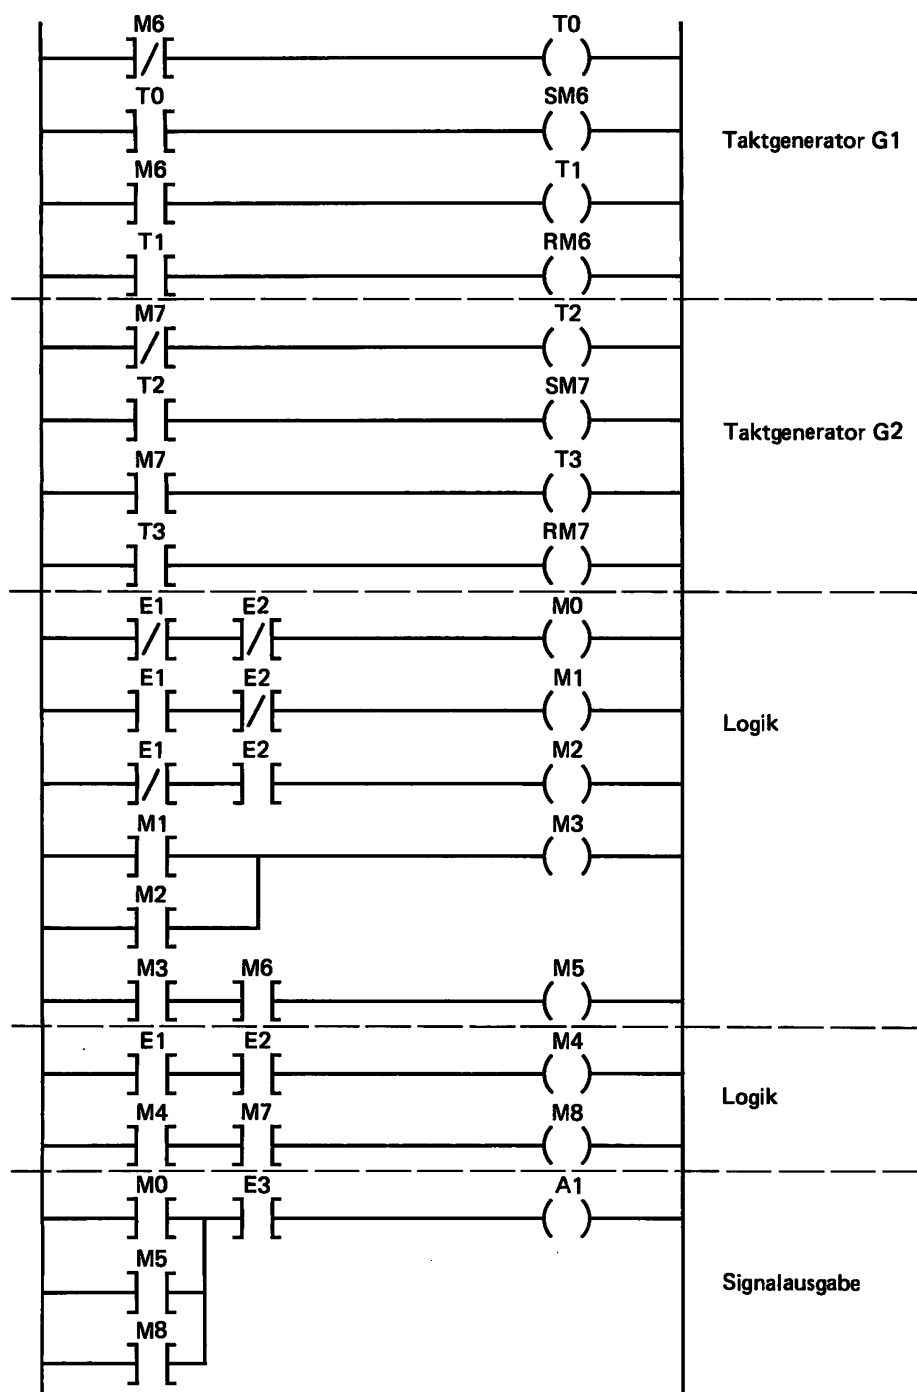 M6 T0
T0 SM6
Taktgenerator G1
M6 T1
T1 RM6
M7 T2
T2 SM7
Taktgenerator G2
M7 T3
T3 RM7
E1 E2 M0
E1 E2 M1
Logik
E1 E2 M2
M1 M3
M2
M3 M6 M5
E1 E2 M4
Logik
M4 M7 M8
M0 E3 A1
M5
Signalausgabe
M8